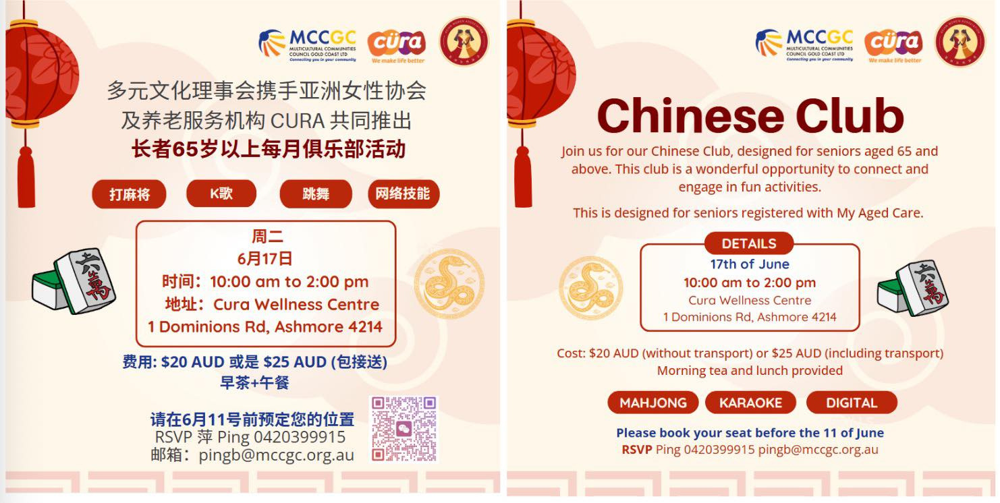 MCCGC
MULTICULTURAL COMMUNITIES
COUNCIL GOLD COAST LTD
Connecting you in your community
cüra
We make life better
ASIAN WOMEN ASSOCIATION
多元文化理事会携手亚洲女性协会
及养老服务机构 CURA 共同推出
长者65岁以上每月俱乐部活动
打麻将
K歌
跳舞
网络技能
周二
6月17日
时间：10:00 am to 2:00 pm
地址：Cura Wellness Centre
1 Dominions Rd, Ashmore 4214
六
萬
费用: $20 AUD 或是 $25 AUD (包接送)
早茶+午餐
请在6月11号前预定您的位置
RSVP 萍 Ping 0420399915
邮箱：pingb@mccgc.org.au
MCCGC
MULTICULTURAL COMMUNITIES
COUNCIL GOLD COAST LTD
Connecting you in your community
cüra
We make life better
ASIAN WOMEN ASSOCIATION
Chinese Club
Join us for our Chinese Club, designed for seniors aged 65 and
above. This club is a wonderful opportunity to connect and
engage in fun activities.
This is designed for seniors registered with My Aged Care.
DETAILS
17th of June
10:00 am to 2:00 pm
Cura Wellness Centre
1 Dominions Rd, Ashmore 4214
六
萬
Cost: $20 AUD (without transport) or $25 AUD (including transport)
Morning tea and lunch provided
MAHJONG
KARAOKE
DIGITAL
Please book your seat before the 11 of June
RSVP Ping 0420399915 pingb@mccgc.org.au